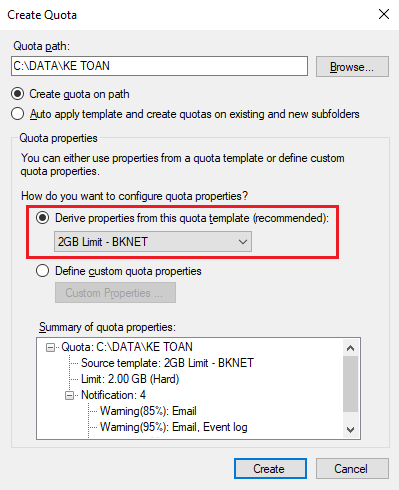 Create Quota
Quota path:
C:\DATA\KE TOAN
Browse...
Create quota on path
Auto apply template and create quotas on existing and new subfolders
Quota properties
You can either use properties from a quota template or define custom
quota properties.
How do you want to configure quota properties?
Derive properties from this quota template (recommended):
2GB Limit - BKNET
Define custom quota properties
Custom Properties ...
Summary of quota properties:
Quota: C:\DATA\KE TOAN
Source template: 2GB Limit - BKNET
Limit: 2.00 GB (Hard)
Notification: 4
Warning(85%): Email
Warning(95%): Email, Event log
Create
Cancel